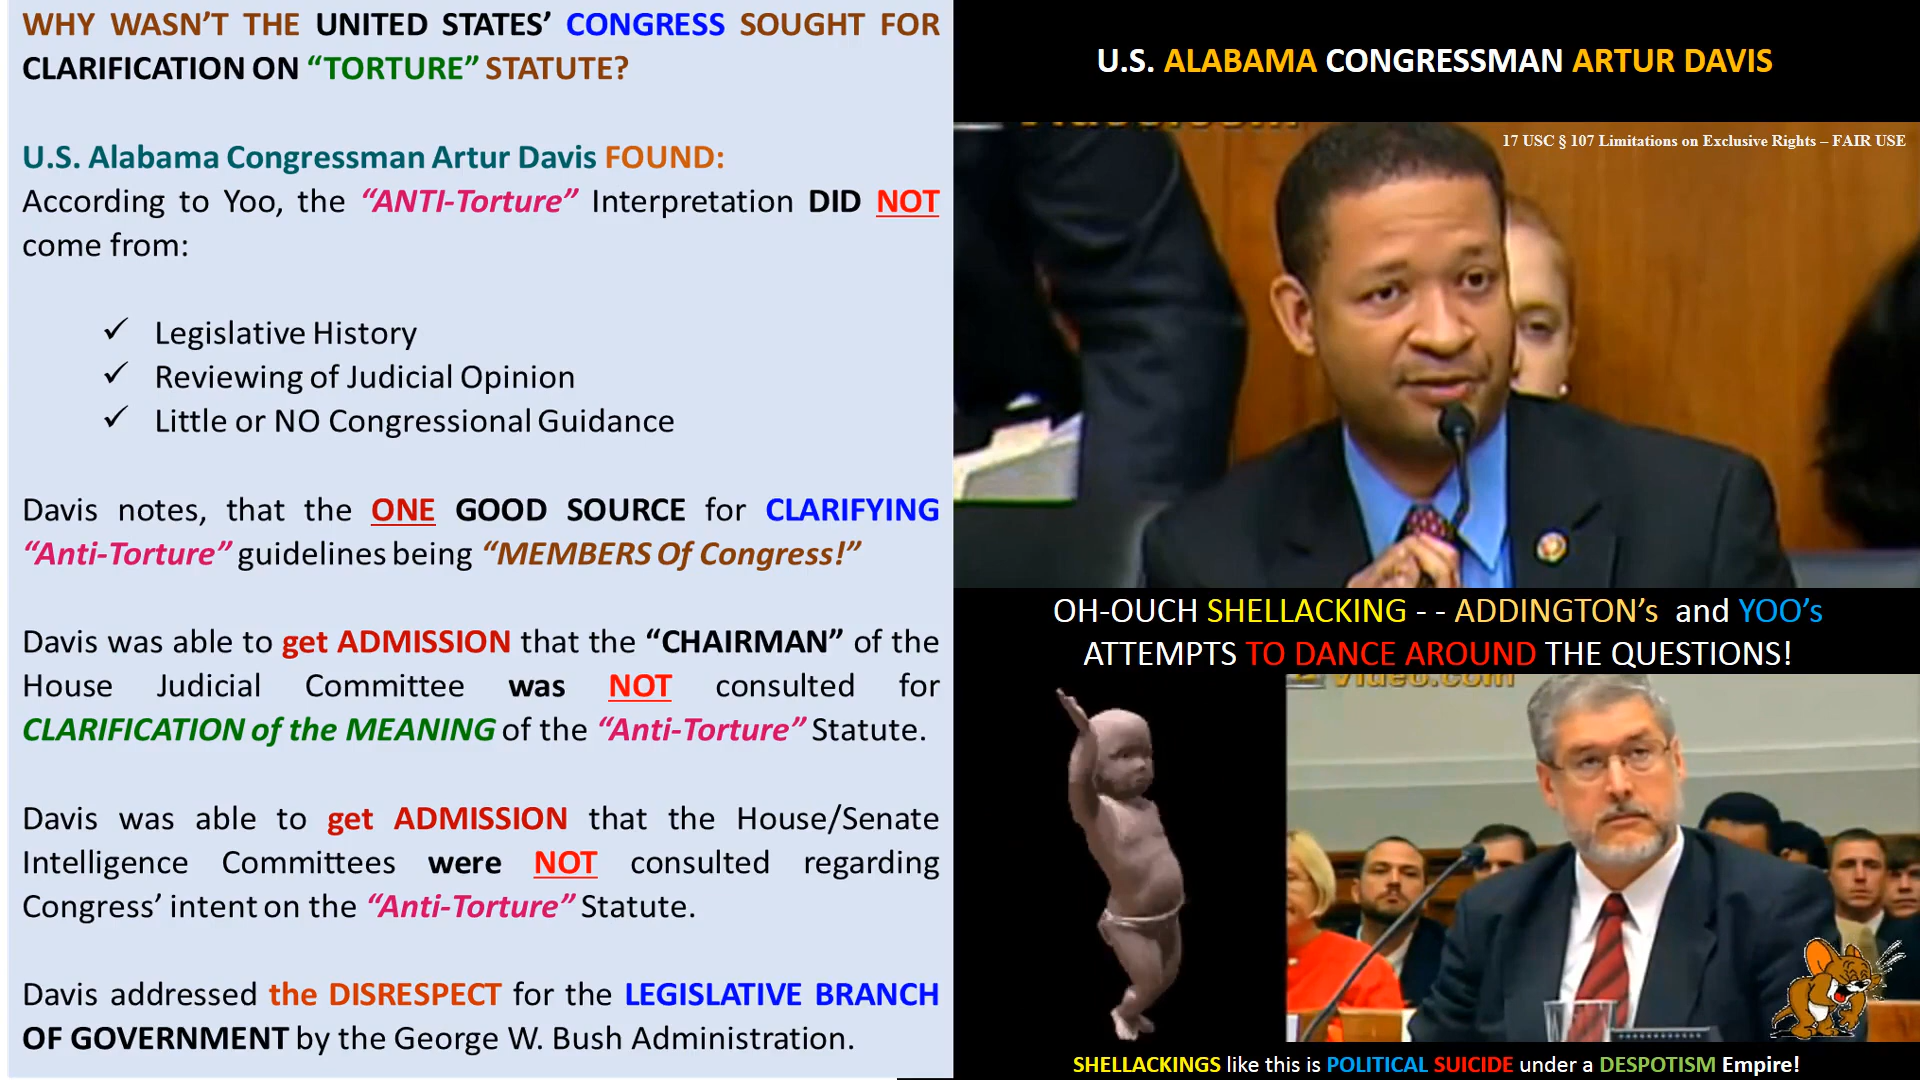 WHY WASN'T THE UNITED STATES' CONGRESS SOUGHT FOR
CLARIFICATION ON “TORTURE” STATUTE?
U.S. Alabama Congressman Artur Davis FOUND:
According to Yoo, the “ANTI-Torture” Interpretation DID NOT
come from:
✓ Legislative History
✓ Reviewing of Judicial Opinion
✓ Little or NO Congressional Guidance
Davis notes, that the ONE GOOD SOURCE for CLARIFYING
“Anti-Torture” guidelines being “MEMBERS Of Congress!”
Davis was able to get ADMISSION that the “CHAIRMAN” of the
House Judicial Committee was NOT consulted for
CLARIFICATION of the MEANING of the “Anti-Torture” Statute.
Davis was able to get ADMISSION that the House/Senate
Intelligence Committees were NOT consulted regarding
Congress’ intent on the “Anti-Torture” Statute.
Davis addressed the DISRESPECT for the LEGISLATIVE BRANCH
OF GOVERNMENT by the George W. Bush Administration.
U.S. ALABAMA CONGRESSMAN ARTUR DAVIS
17 USC § 107 Limitations on Exclusive Rights – FAIR USE
OH-OUCH SHELLACKING - - ADDINGTON’s and YOO’s
ATTEMPTS TO DANCE AROUND THE QUESTIONS!
Video.com
SHELLACKINGS like this is POLITICAL SUICIDE under a DESPOTISM Empire!